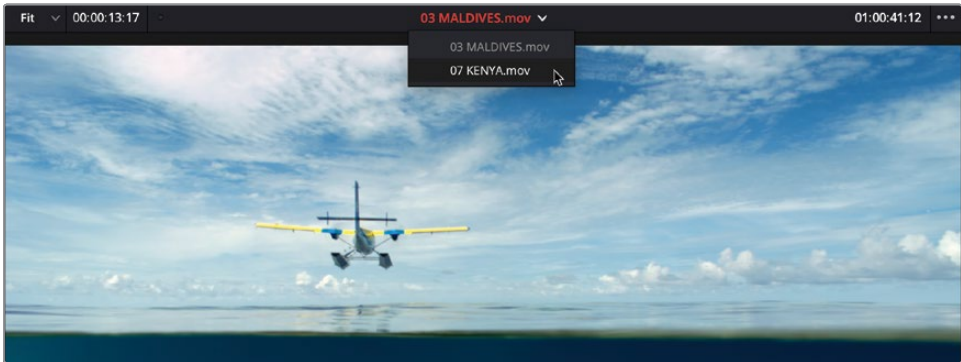 Fit 00:00:13:17 03 MALDIVES.mov 01:00:41:12
03 MALDIVES.mov
07 KENYA.mov